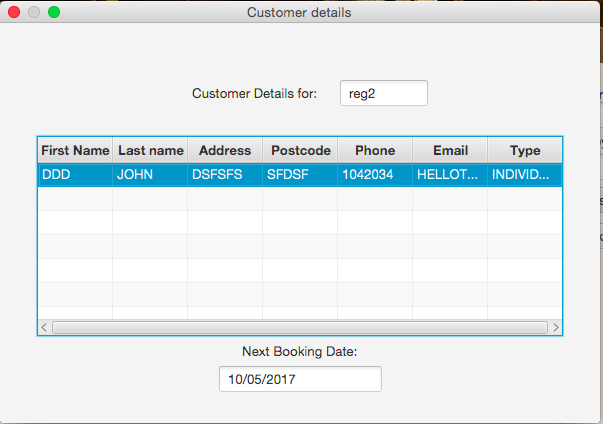 Customer details
Customer Details for: reg2
First Name Last name Address Postcode Phone Email Type
DDD JOHN DSFSFS SFDSF 1042034 HELLOT... INDIVID...
Next Booking Date:
10/05/2017